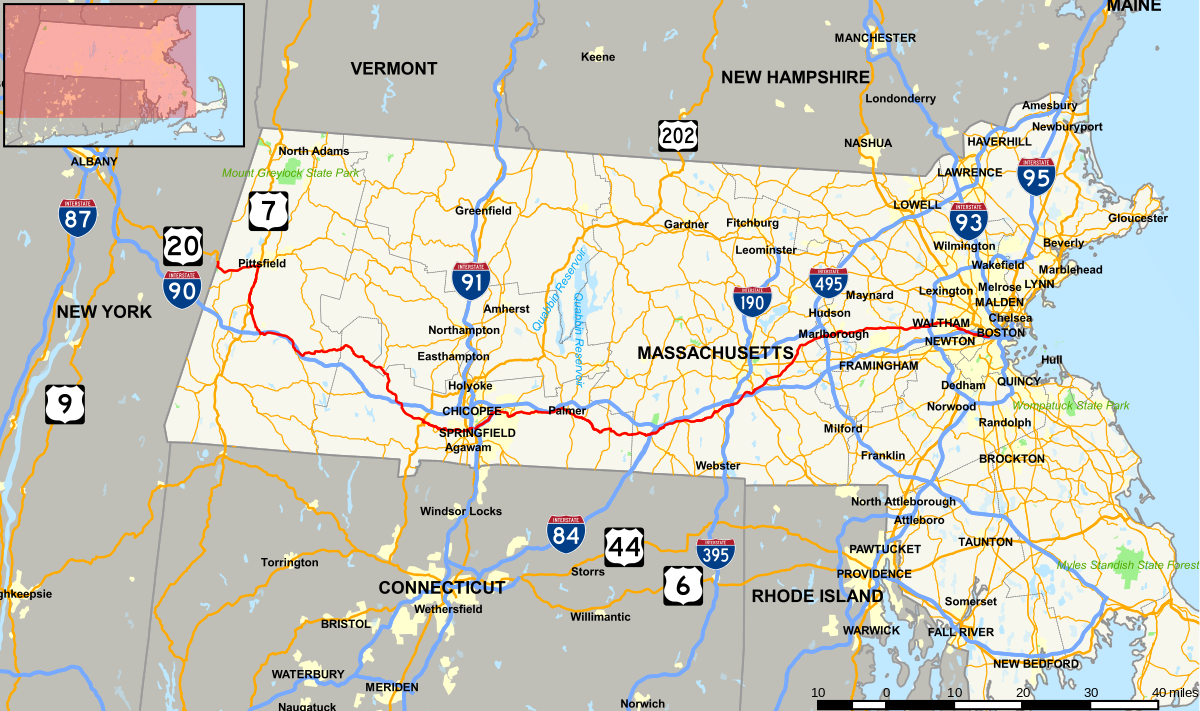 MAINE
MANCHESTER
Keene
VERMONT
NEW HAMPSHIRE
Londonderry
Amesbury
Newburyport
202
NASHUA
HAVERHILL
ALBANY
North Adams
Mount Greylock State Park
LAWRENCE
INTERSTATE
95
INTERSTATE
87
7
Greenfield
LOWELL
INTERSTATE
93
Gloucester
20
Gardner
Fitchburg
Wilmington
Beverly
Leominster
Pittsfield
Wakefield
Marblehead
INTERSTATE
90
INTERSTATE
91
Quabbin Reservoir
Quabbin Reservoir
INTERSTATE
190
INTERSTATE
495
Maynard
Lexington
Melrose
LYNN
MALDEN
NEW YORK
Amherst
Hudson
Chelsea
Northampton
Marlborough
WALTHAM
BOSTON
NEWTON
Easthampton
MASSACHUSETTS
Hull
FRAMINGHAM
Holyoke
Dedham
QUINCY
9
CHICOPEE
Palmer
Norwood
Wompatuck State Park
Randolph
SPRINGFIELD
Milford
Agawam
Franklin
BROCKTON
Webster
Windsor Locks
North Attleborough
Attleboro
INTERSTATE
84
44
INTERSTATE
395
TAUNTON
PAWTUCKET
Torrington
Storrs
PROVIDENCE
Myles Standish State Forest
CONNECTICUT
6
RHODE ISLAND
ghkeepsie
Wethersfield
Willimantic
Somerset
BRISTOL
WARWICK
FALL RIVER
NEW BEDFORD
WATERBURY
MERIDEN
Naugatuck
Norwich
10 0 10 20 30 40 miles